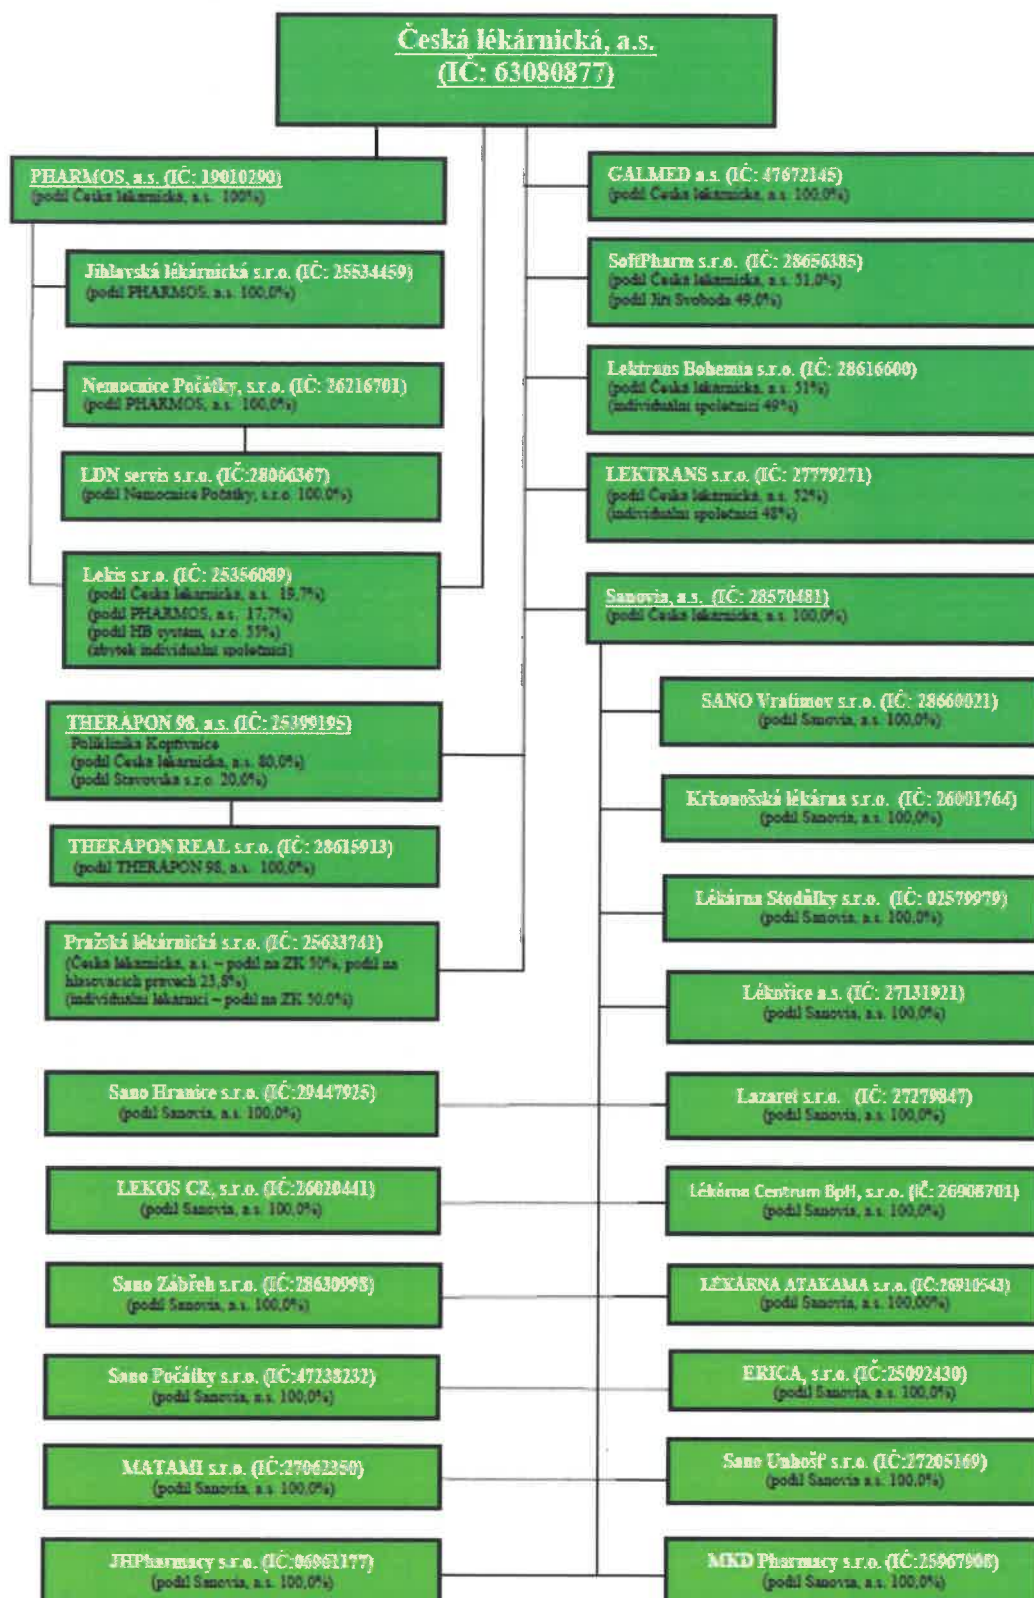 Česká lékárnická, a.s.
(IČ: 63080877)
PHARMOS, a.s. (IČ: 19010290)
(podíl Česká lékárnická, a.s. 100%)
Jihlavská lékárnická s.r.o. (IČ: 25534459)
(podíl PHARMOS, a.s. 100,0%)
Nemocnice Počátky, s.r.o. (IČ: 26216701)
(podíl PHARMOS, a.s. 100,0%)
LDN servis s.r.o. (IČ:28066367)
(podíl Nemocnice Počátky, s.r.o. 100,0%)
Lekis s.r.o. (IČ: 25356089)
(podíl Česká lékárnická, a.s. 19,7%)
(podíl PHARMOS, a.s. 17,7%)
(podíl HB systém, s.r.o. 55%)
(zbytek individuální společníci)
THERÁPON 98, a.s. (IČ: 25399195)
Poliklinika Kopřivnice
(podíl Česká lékárnická, a.s. 80,0%)
(podíl Stavovska s.r.o. 20,0%)
THERÁPON REAL s.r.o. (IČ: 28615913)
(podíl THERÁPON 98, a.s. 100,0%)
Pražská lékárnická s.r.o. (IČ: 25633741)
(Česká lékárnická, a.s. – podíl na ZK 50%, podíl na
hlasovacích právech 23,8%)
(individuální lékárníci – podíl na ZK 50,0%)
GALMED a.s. (IČ: 47672145)
(podíl Česká lékárnická, a.s. 100,0%)
SoftPharm s.r.o. (IČ: 28656385)
(podíl Česká lékárnická, a.s. 51,0%)
(podíl Jiří Svoboda 49,0%)
Lektrans Bohemia s.r.o. (IČ: 28616600)
(podíl Česká lékárnická, a.s. 51%)
(individuální společníci 49%)
LEKTRANS s.r.o. (IČ: 27779271)
(podíl Česká lékárnická, a.s. 52%)
(individuální společníci 48%)
Sanovia, a.s. (IČ: 28570481)
(podíl Česká lékárnická, a.s. 100,0%)
SANO Vratimov s.r.o. (IČ: 28660021)
(podíl Sanovia, a.s. 100,0%)
Krkonošská lékárna s.r.o. (IČ: 26001764)
(podíl Sanovia, a.s. 100,0%)
Lékárna Stodůlky s.r.o. (IČ: 02579979)
(podíl Sanovia, a.s. 100,0%)
Lékořice a.s. (IČ: 27131921)
(podíl Sanovia, a.s. 100,0%)
Sano Hranice s.r.o. (IČ:29447925)
(podíl Sanovia, a.s. 100,0%)
Lazaret s.r.o. (IČ: 27279847)
(podíl Sanovia, a.s. 100,0%)
LEKOS CZ, s.r.o. (IČ:26020441)
(podíl Sanovia, a.s. 100,0%)
Lékárna Centrum BpH, s.r.o. (IČ: 26908701)
(podíl Sanovia, a.s. 100,0%)
Sano Zábřeh s.r.o. (IČ:28630998)
(podíl Sanovia, a.s. 100,0%)
LÉKÁRNA ATAKAMA s.r.o. (IČ:26910543)
(podíl Sanovia, a.s. 100,00%)
Sano Počátky s.r.o. (IČ:47238232)
(podíl Sanovia, a.s. 100,0%)
ERICA, s.r.o. (IČ:25092430)
(podíl Sanovia, a.s. 100,0%)
MATAMI s.r.o. (IČ:27062350)
(podíl Sanovia, a.s. 100,0%)
Sano Unhošť s.r.o. (IČ:27205169)
(podíl Sanovia a.s. 100,0%)
JHPharmacy s.r.o. (IČ:06961177)
(podíl Sanovia, a.s. 100,0%)
MKD Pharmacy s.r.o. (IČ:25967908)
(podíl Sanovia, a.s. 100,0%)